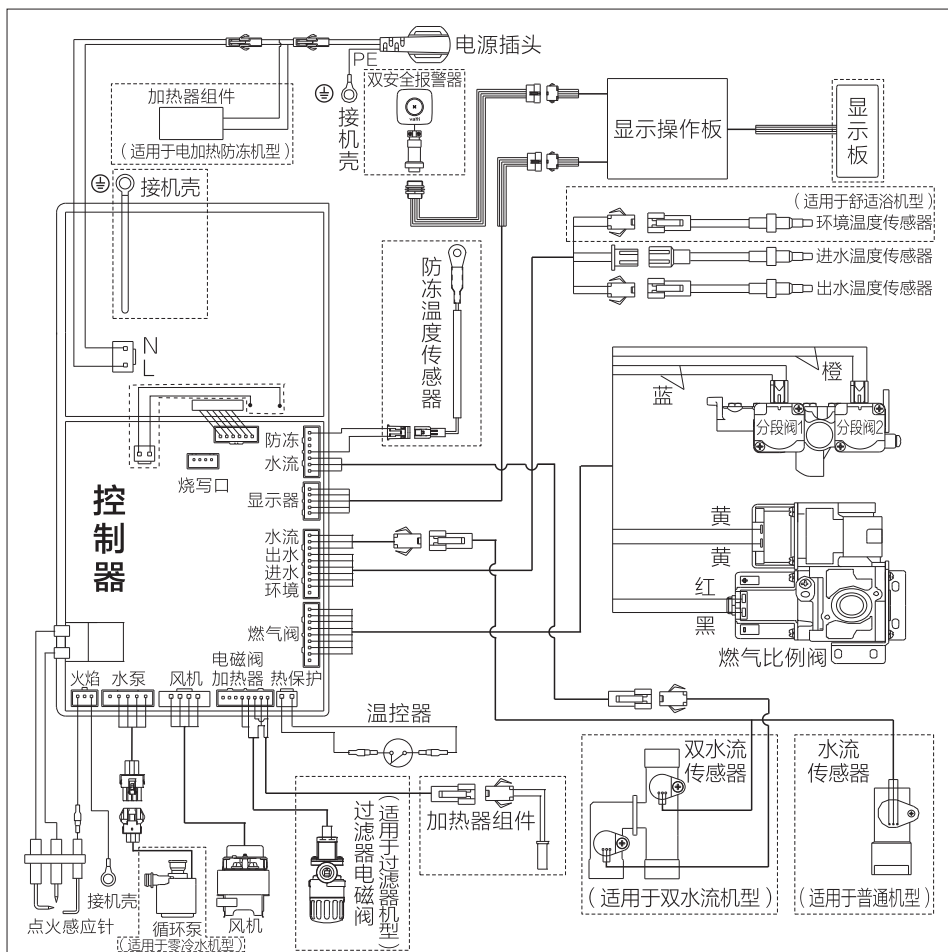 电源插头
PE
双安全报警器
vatti
加热器组件
（适用于电加热防冻机型）
接机壳
接机壳
显示操作板
显示板
（适用于舒适浴机型）
环境温度传感器
进水温度传感器
出水温度传感器
防冻温度传感器
N
L
橙
蓝
分段阀1
分段阀2
防冻
水流
烧写口
显示器
控制器
水流
出水
进水
环境
燃气阀
黄
黄
红
黑
燃气比例阀
电磁阀
火焰
水泵
风机
加热器
热保护
温控器
双水流
传感器
（适用于双水流机型）
水流
传感器
（适用于普通机型）
加热器组件
过滤器电磁阀
（适用于过滤器机型）
接机壳
点火感应针
循环泵
（适用于零冷水机型）
风机